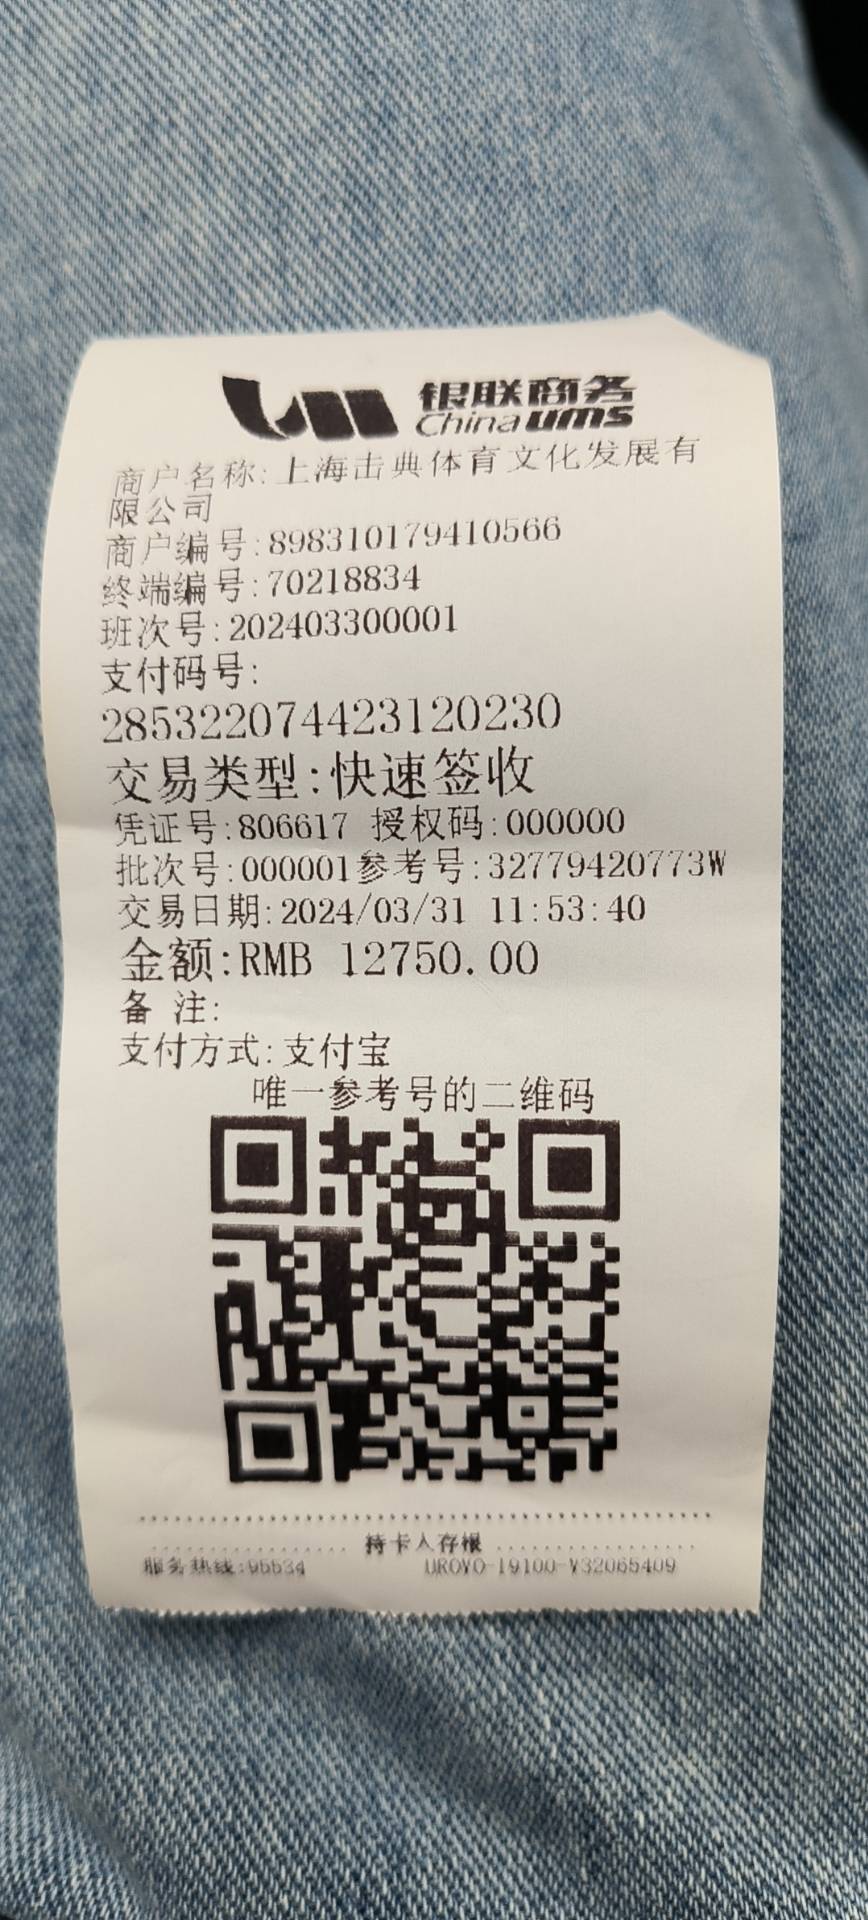 银联商务
China ums
商户名称:上海击典体育文化发展有
限公司
商户编号:898310179410566
终端编号:70218834
班次号:202403300001
支付码号:
285322074423120230
交易类型:快速签收
凭证号:806617 授权码:000000
批次号:000001参考号:32779420773W
交易日期:2024/03/31 11:53:40
金额:RMB 12750.00
备 注:
支付方式:支付宝
唯一参考号的二维码
持卡人存根
服务热线:95534 UROVO-I9100-V32065409